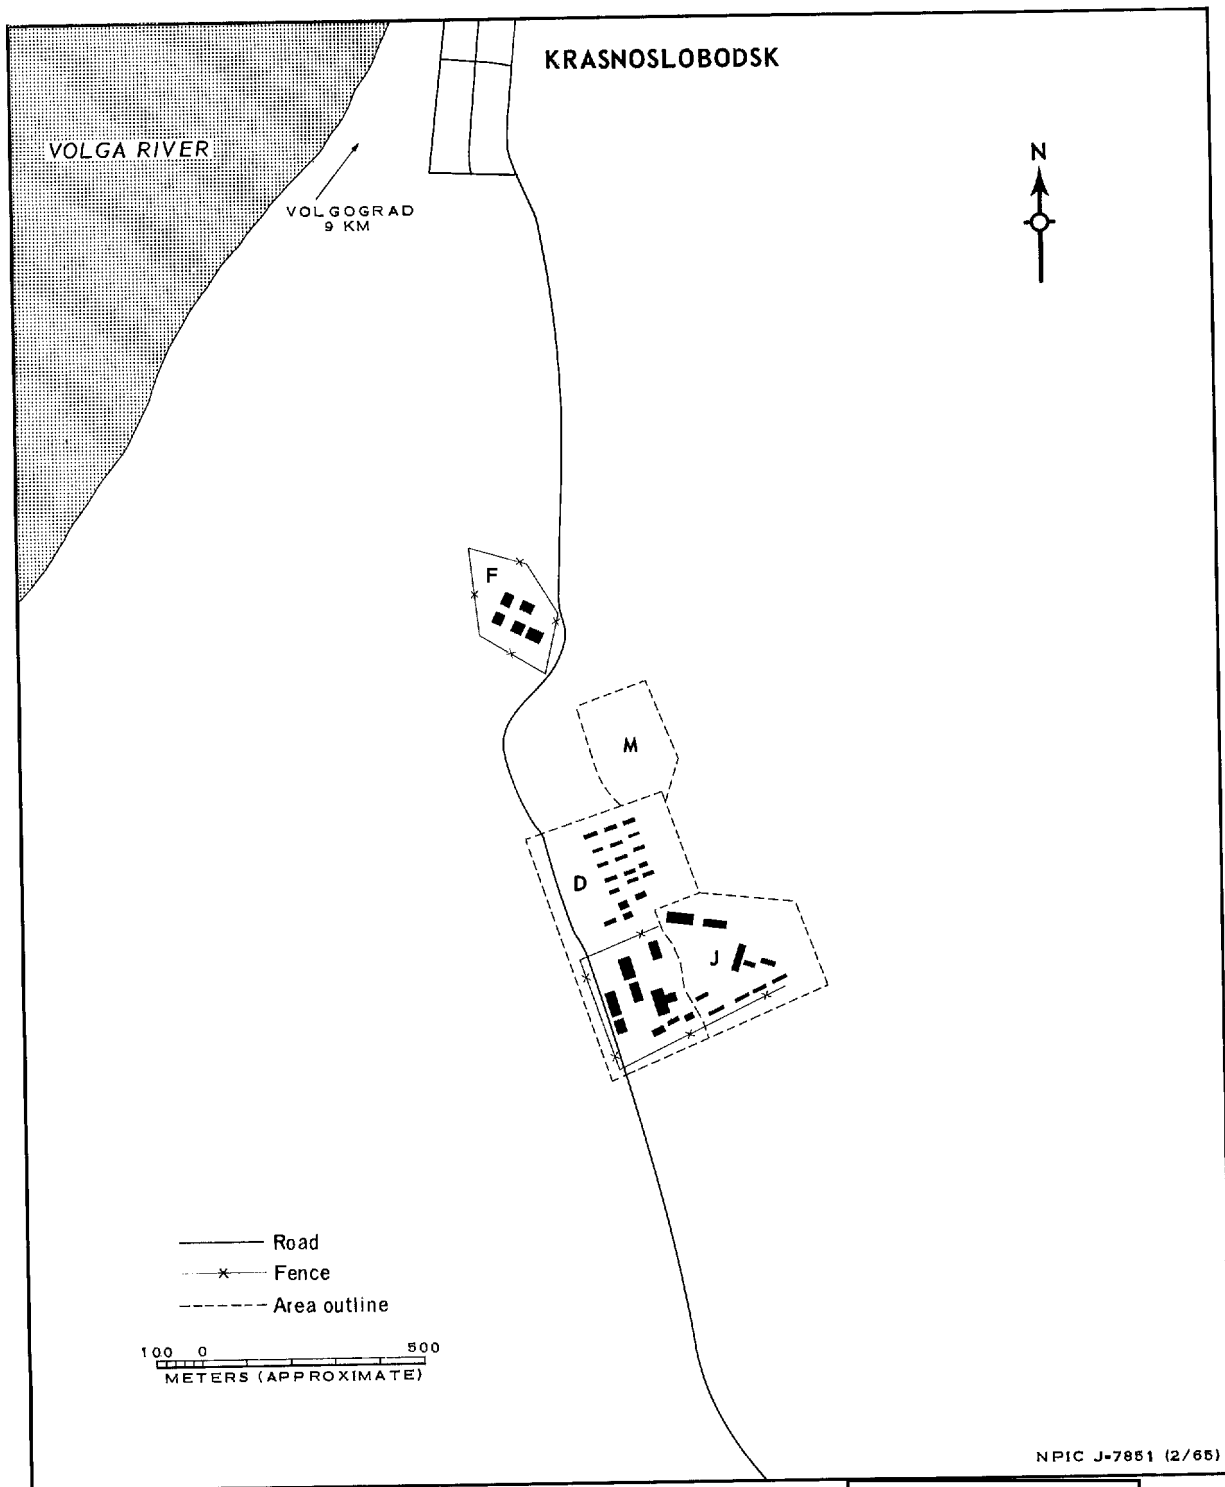 KRASNOSLOBODSK
VOLGA RIVER
N
VOLGOGRAD
9 KM
F
M
D
J
Road
Fence
Area outline
100 0 500
METERS (APPROXIMATE)
NPIC J-7851 (2/65)